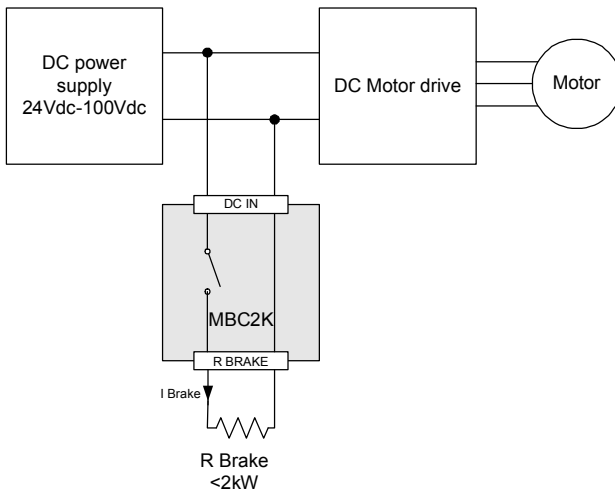 DC power
supply
24Vdc-100Vdc
DC Motor drive
Motor
DC IN
MBC2K
R BRAKE
I Brake
R Brake
<2kW